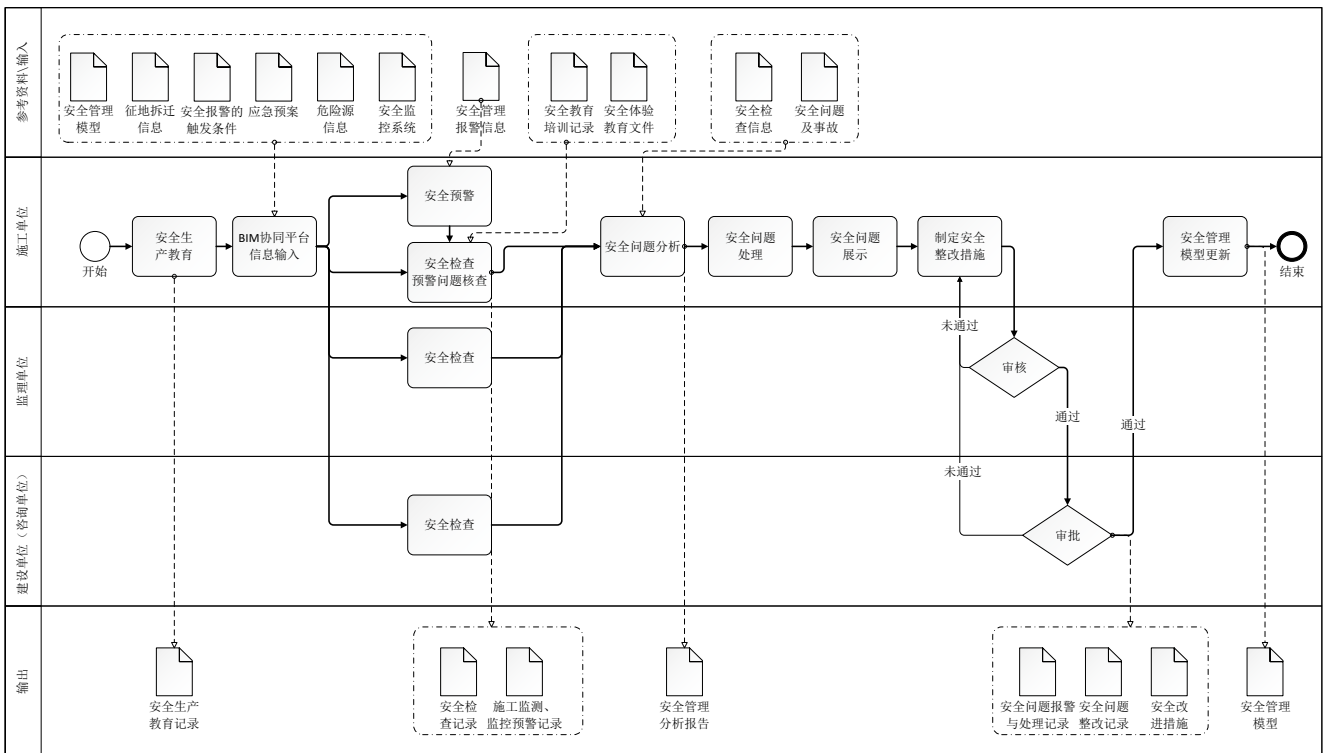 参考资料\输入
安全管理
模型
征地拆迁
信息
安全报警的
触发条件
应急预案
危险源
信息
安全监
控系统
安全管理
报警信息
安全教育
培训记录
安全体验
教育文件
安全检
查信息
安全问题
及事故
施工单位
开始
安全生
产教育
BIM协同平台
信息输入
安全预警
安全检查
预警问题核查
安全问题分析
安全问题
处理
安全问题
展示
制定安全
整改措施
安全管理
模型更新
结束
监理单位
安全检查
未通过
审核
通过
通过
建设单位（咨询单位）
安全检查
未通过
审批
输出
安全生产
教育记录
安全检
查记录
施工监测、
监控预警记录
安全管理
分析报告
安全问题报警
与处理记录
安全问题
整改记录
安全改
进措施
安全管理
模型